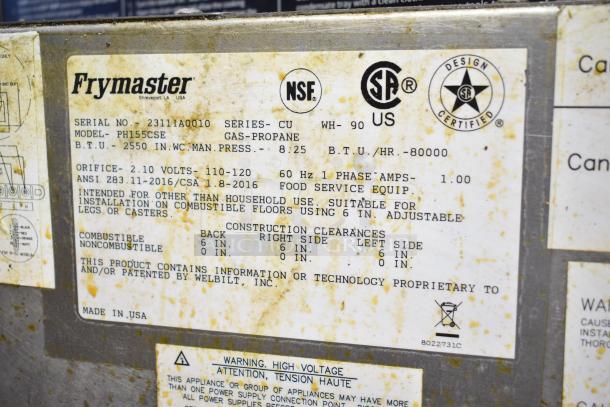 Frymaster
Shreveport, LA USA
NSF
SA
US
DESIGN
CERTIFIED
SERIAL NO.- 2311IA0010 SERIES- CU WH- 90
MODEL- PH155CSE GAS-PROPANE
B.T.U.- 2550 IN.WC.MAN.PRESS.- 8.25 B.T.U./HR.-80000
ORIFICE- 2.10 VOLTS- 110-120 60 Hz 1 PHASE AMPS- 1.00
ANSI Z83.11-2016/CSA 1.8-2016 FOOD SERVICE EQUIP.
INTENDED FOR OTHER THAN HOUSEHOLD USE. SUITABLE FOR
INSTALLATION ON COMBUSTIBLE FLOORS USING 6 IN. ADJUSTABLE
LEGS OR CASTERS.
CONSTRUCTION CLEARANCES
BACK RIGHT SIDE LEFT SIDE
COMBUSTIBLE 6 IN. 6 IN. 6 IN.
NONCOMBUSTIBLE 0 IN. 0 IN. 0 IN.
THIS PRODUCT CONTAINS INFORMATION OR TECHNOLOGY PROPRIETARY TO
AND/OR PATENTED BY WELBILT, INC.
MADE IN USA
8022731C
WARNING, HIGH VOLTAGE
ATTENTION, TENSION HAUTE
THIS APPLIANCE OR GROUP OF APPLIANCES MAY HAVE MORE
THAN ONE POWER SUPPLY CONNECTION POINT.
ALL POWER SUPPLIES
Ca
Can
WA
CAUSE
INSTA
THORO